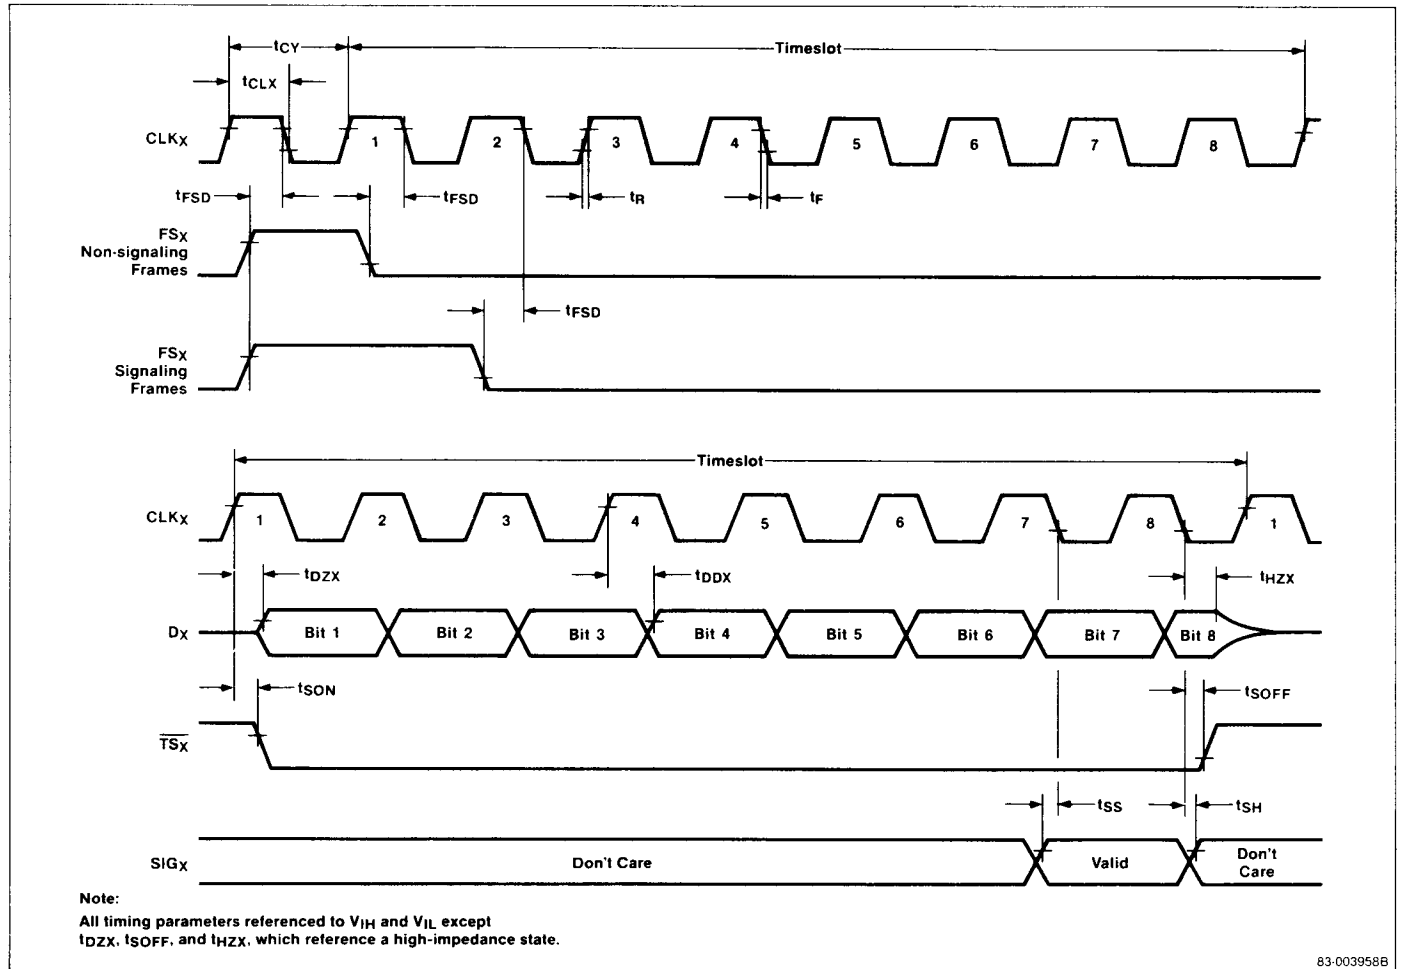 tCY
Timeslot
tCLX
CLKX
1 2 3 4 5 6 7 8
tFSD tFSD tR tF
FSX
Non-signaling
Frames
tFSD
FSX
Signaling
Frames
Timeslot
CLKX
1 2 3 4 5 6 7 8 1
tDZX tDDX tHZX
DX
Bit 1 Bit 2 Bit 3 Bit 4 Bit 5 Bit 6 Bit 7 Bit 8
tSON tSOFF
TSX
tSS tSH
SIGX
Don't Care Valid Don't
Care
Note:
All timing parameters referenced to VIH and VIL except
tDZX, tSOFF, and tHZX, which reference a high-impedance state.
83-003958B